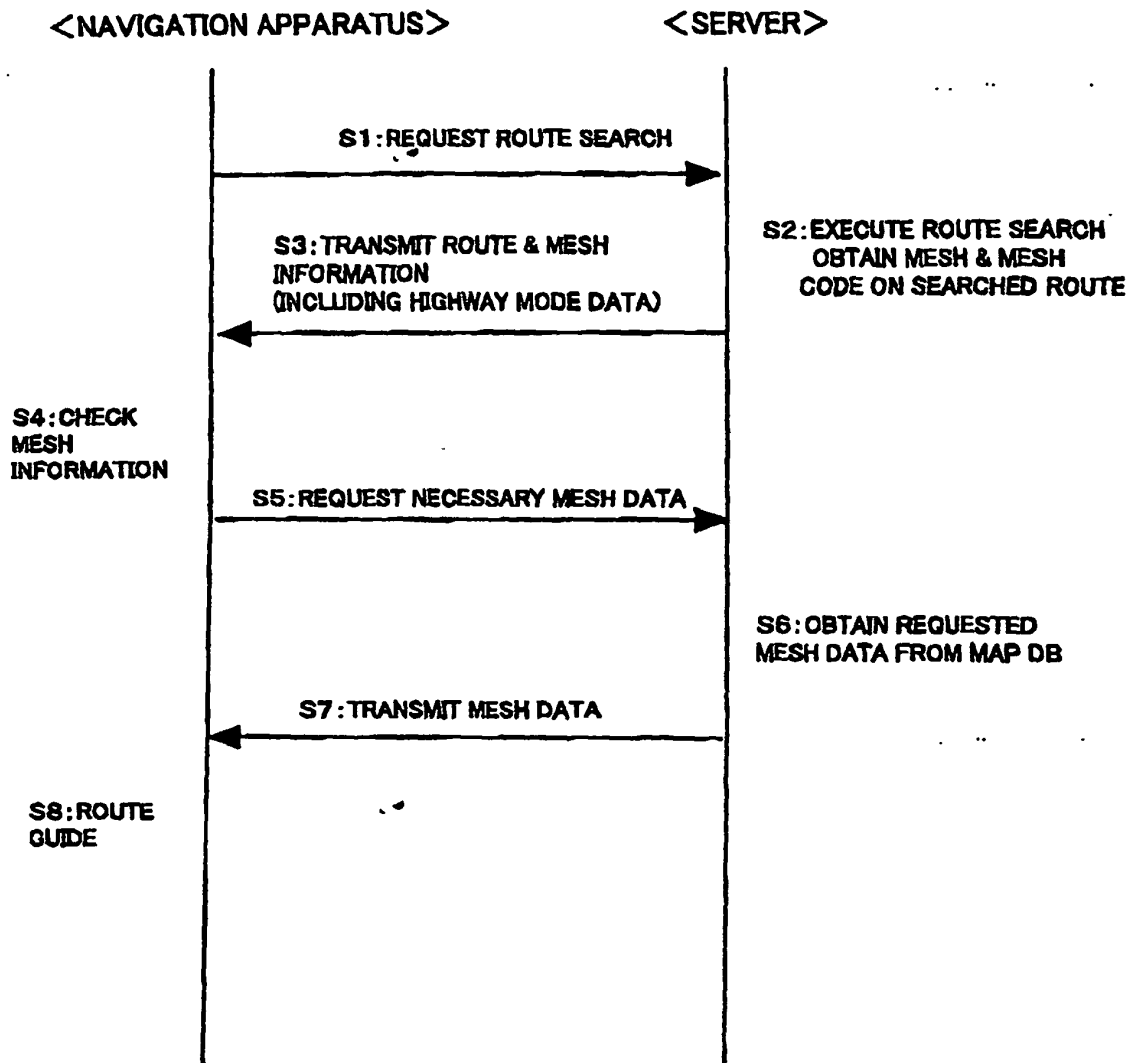 <NAVIGATION APPARATUS>
<SERVER>
S1:REQUEST ROUTE SEARCH
S2:EXECUTE ROUTE SEARCH
OBTAIN MESH & MESH
CODE ON SEARCHED ROUTE
S3:TRANSMIT ROUTE & MESH
INFORMATION
(INCLUDING HIGHWAY MODE DATA)
S4:CHECK
MESH
INFORMATION
S5:REQUEST NECESSARY MESH DATA
S6:OBTAIN REQUESTED
MESH DATA FROM MAP DB
S7:TRANSMIT MESH DATA
S8:ROUTE
GUIDE